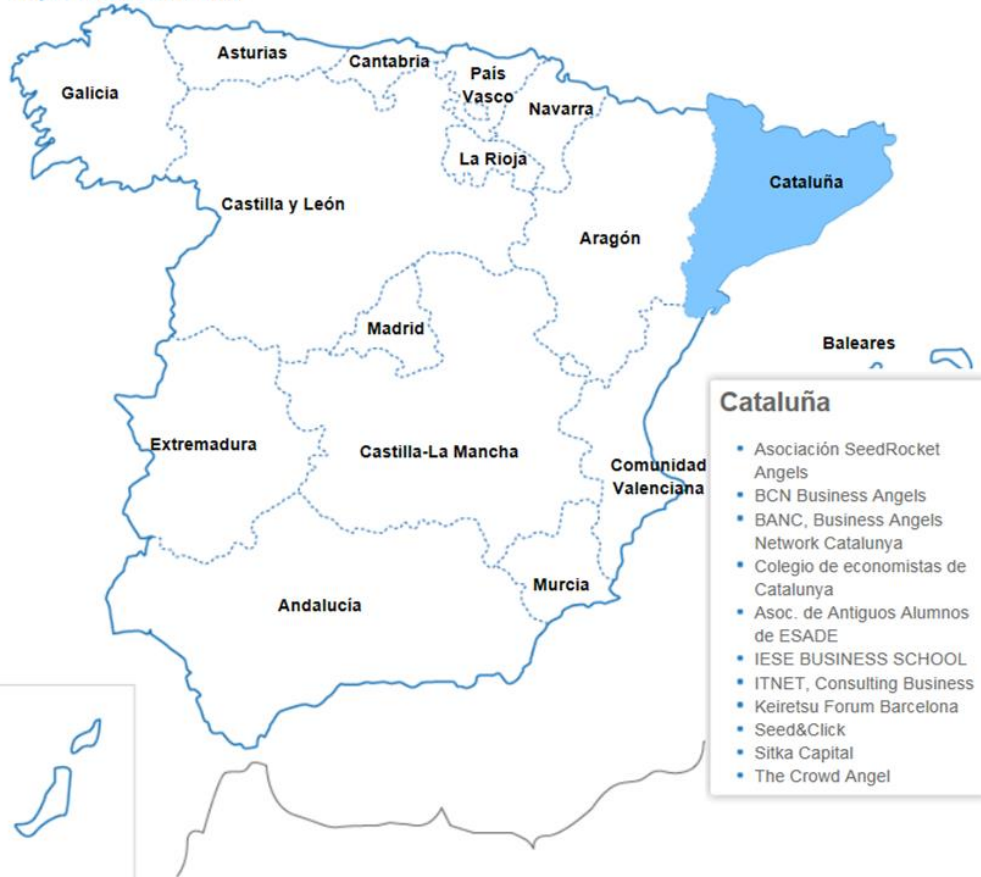 Asturias
Cantabria
País
Vasco
Galicia
Navarra
La Rioja
Cataluña
Castilla y León
Aragón
Madrid
Baleares
Extremadura
Castilla-La Mancha
Comunidad
Valenciana
Murcia
Andalucía
Cataluña
Asociación SeedRocket
Angels
BCN Business Angels
BANC, Business Angels
Network Catalunya
Colegio de economistas de
Catalunya
Asoc. de Antiguos Alumnos
de ESADE
IESE BUSINESS SCHOOL
ITNET, Consulting Business
Keiretsu Forum Barcelona
Seed&Click
Sitka Capital
The Crowd Angel